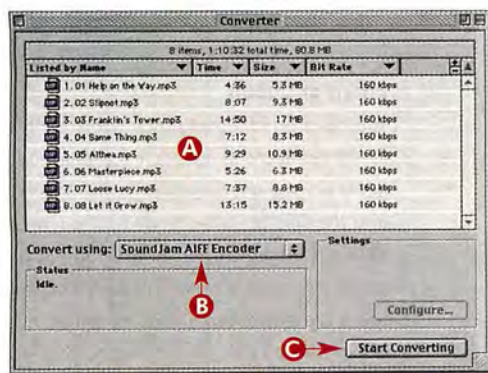 Converter
8 items, 1:10:32 total time, 80.8 MB
Listed by Name Time Size Bit Rate
1. 01 Help on the Way.mp3 4:36 5.3 MB 160 kbps
2. 02 Slipnot.mp3 8:07 9.3 MB 160 kbps
3. 03 Franklin's Tower.mp3 14:50 17 MB 160 kbps
4. 04 Same Thing.mp3 7:12 8.3 MB 160 kbps
5. 05 Althea.mp3 9:29 10.9 MB 160 kbps
6. 06 Masterpiece.mp3 5:26 6.3 MB 160 kbps
7. 07 Loose Lucy.mp3 7:37 8.8 MB 160 kbps
8. 08 Let it Grow.mp3 13:15 15.2 MB 160 kbps
A
Convert using: SoundJam AIFF Encoder
Settings
Status
Idle.
B
Configure...
C
Start Converting